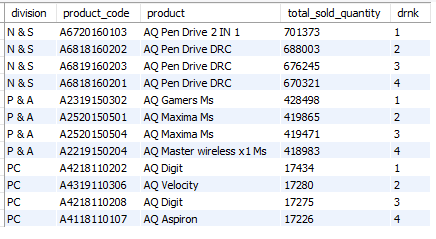 division product_code product total_sold_quantity drnk
N & S A6720160103 AQ Pen Drive 2 IN 1 701373 1
N & S A6818160202 AQ Pen Drive DRC 688003 2
N & S A6819160203 AQ Pen Drive DRC 676245 3
N & S A6818160201 AQ Pen Drive DRC 670321 4
P & A A2319150302 AQ Gamers Ms 428498 1
P & A A2520150501 AQ Maxima Ms 419865 2
P & A A2520150504 AQ Maxima Ms 419471 3
P & A A2219150204 AQ Master wireless x1 Ms 418983 4
PC A4218110202 AQ Digit 17434 1
PC A4319110306 AQ Velocity 17280 2
PC A4218110208 AQ Digit 17275 3
PC A4118110107 AQ Aspiron 17226 4